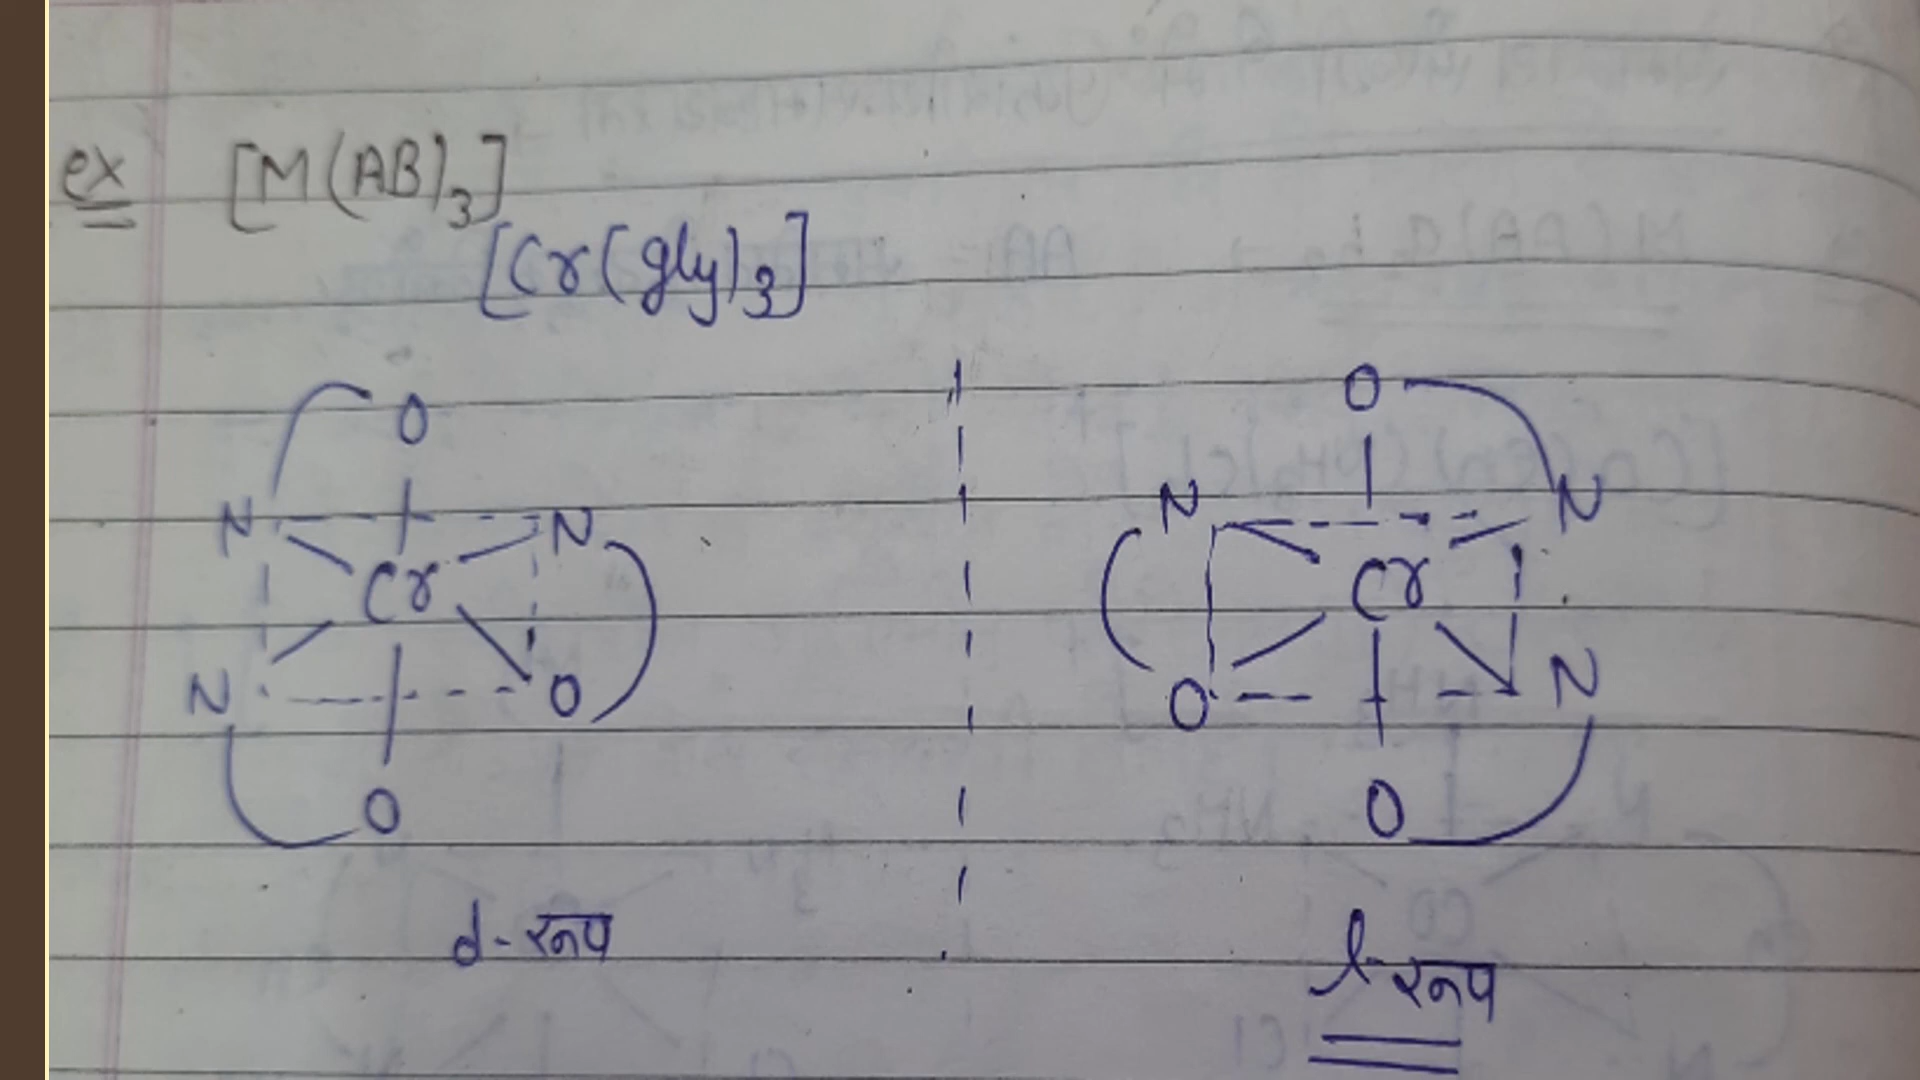 ex [M(AB)3]
[Cr(gly)3]
O O
N N N N
Cr Cr
N O O N
O O
d-रूप l-रूप